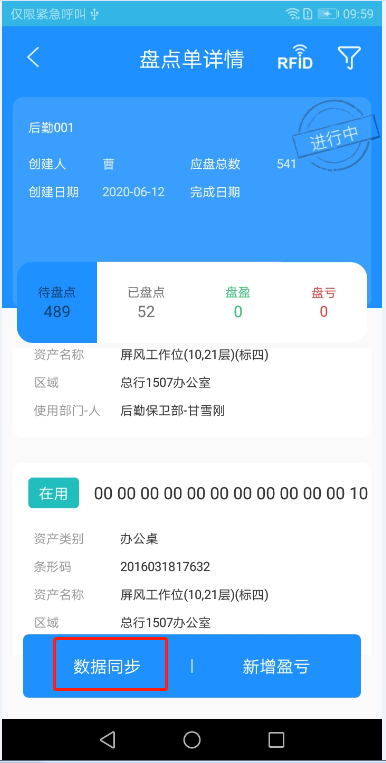 仅限紧急呼叫 09:59
盘点单详情 RFID
后勤001
进行中
创建人 曹 应盘总数 541
创建日期 2020-06-12 完成日期
待盘点 已盘点 盘盈 盘亏
489 52 0 0
资产名称 屏风工作位(10,21层)(标四)
区域 总行1507办公室
使用部门-人 后勤保卫部-甘雪刚
在用 00 00 00 00 00 00 00 00 00 00 00 10
资产类别 办公桌
条形码 2016031817632
资产名称 屏风工作位(10,21层)(标四)
区域 总行1507办公室
数据同步 | 新增盈亏